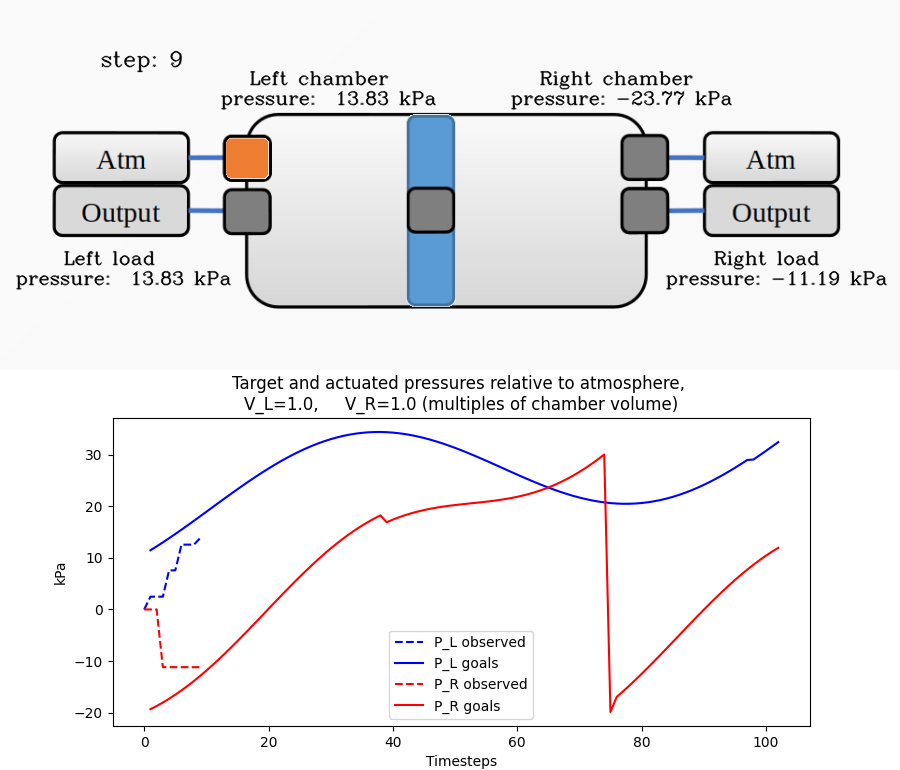 step: 9
Left chamber
pressure: 13.83 kPa
Right chamber
pressure: −23.77 kPa
Atm
Atm
Output
Output
Left load
pressure: 13.83 kPa
Right load
pressure: −11.19 kPa
Target and actuated pressures relative to atmosphere,
V_L=1.0, V_R=1.0 (multiples of chamber volume)
kPa
30
20
10
0
−10
−20
P_L observed
P_L goals
P_R observed
P_R goals
0 20 40 60 80 100
Timesteps